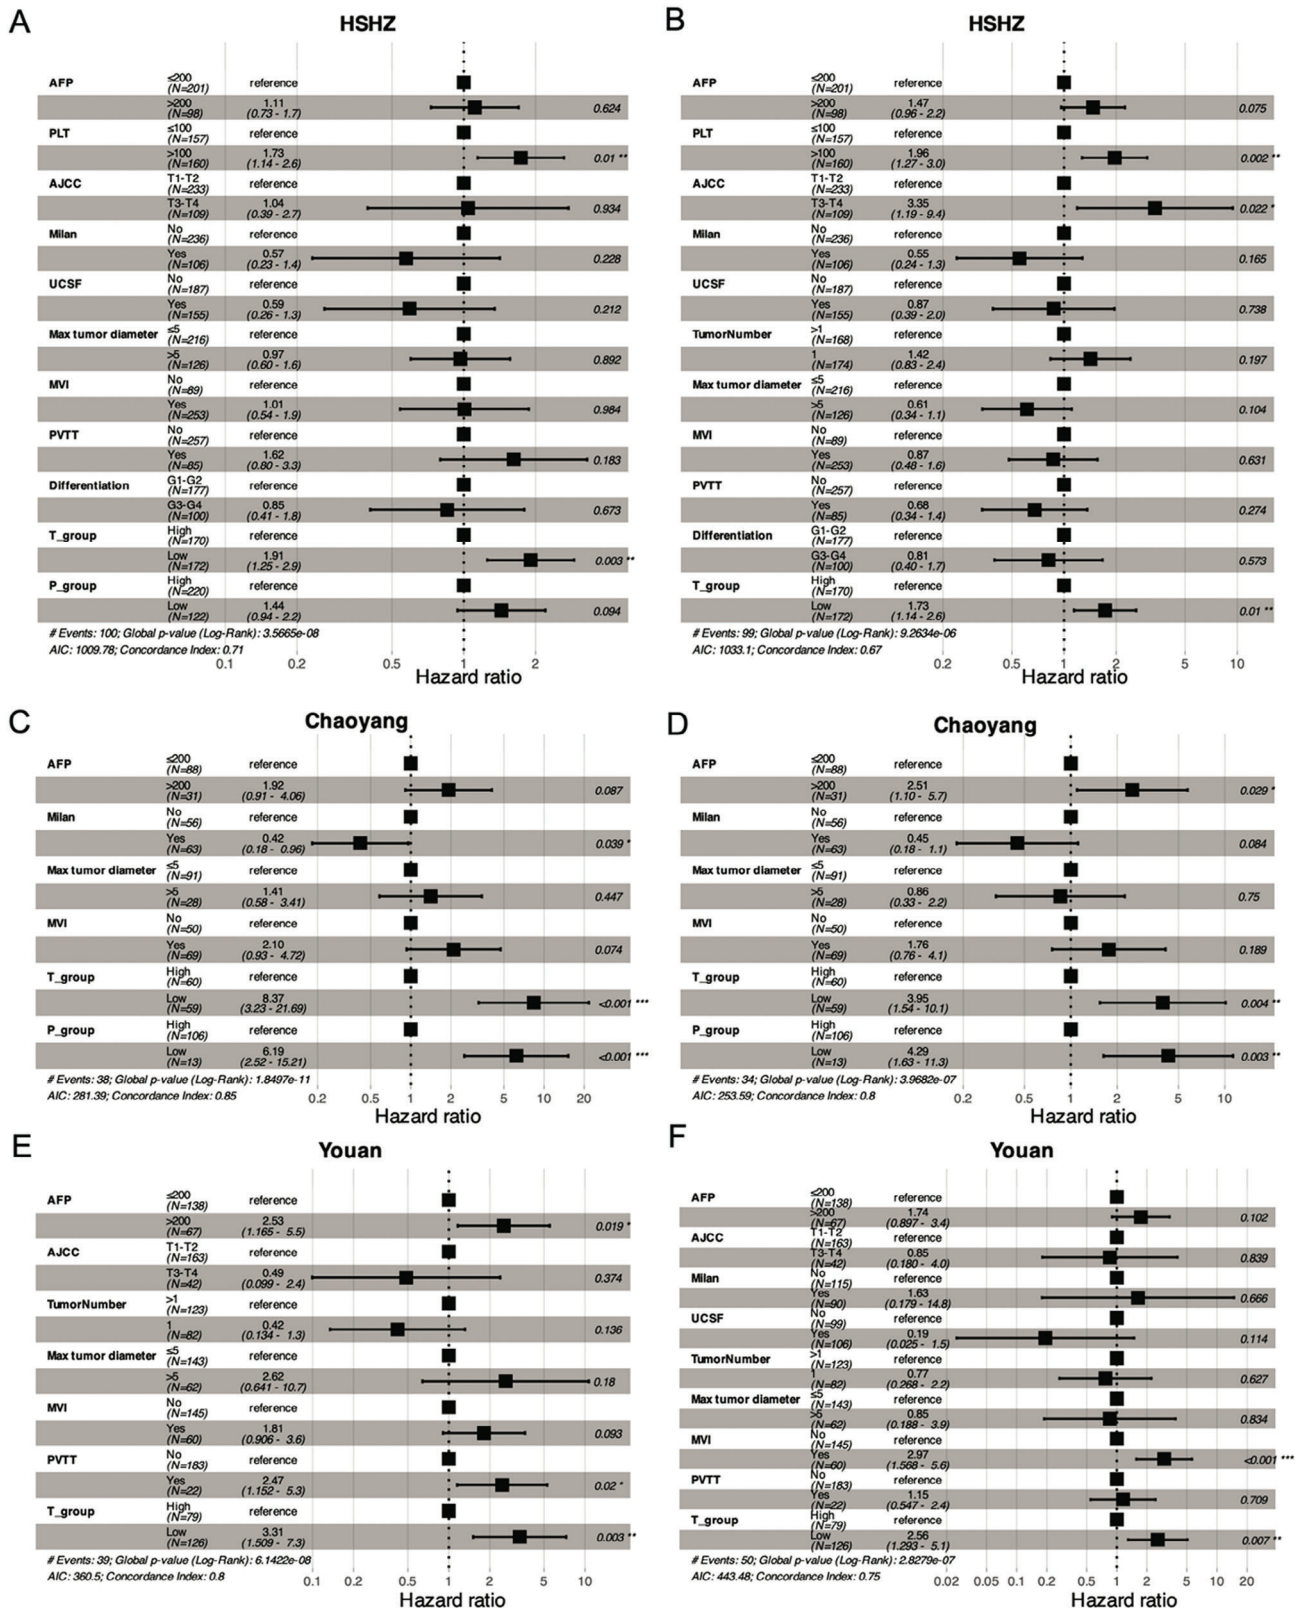 A
HSHZ
AFP ≤200 (N=201) reference
>200 (N=98) 1.11 (0.73 - 1.7) 0.624
PLT ≤100 (N=157) reference
>100 (N=160) 1.73 (1.14 - 2.6) 0.01 **
AJCC T1-T2 (N=233) reference
T3-T4 (N=109) 1.04 (0.39 - 2.7) 0.934
Milan No (N=236) reference
Yes (N=106) 0.57 (0.23 - 1.4) 0.228
UCSF No (N=187) reference
Yes (N=155) 0.59 (0.26 - 1.3) 0.212
Max tumor diameter ≤5 (N=216) reference
>5 (N=126) 0.97 (0.60 - 1.6) 0.892
MVI No (N=89) reference
Yes (N=253) 1.01 (0.54 - 1.9) 0.984
PVTT No (N=257) reference
Yes (N=85) 1.62 (0.80 - 3.3) 0.183
Differentiation G1-G2 (N=177) reference
G3-G4 (N=100) 0.85 (0.41 - 1.8) 0.673
T_group High (N=170) reference
Low (N=172) 1.91 (1.25 - 2.9) 0.003 **
P_group High (N=220) reference
Low (N=122) 1.44 (0.94 - 2.2) 0.094
# Events: 100; Global p-value (Log-Rank): 3.5665e-08
AIC: 1009.78; Concordance Index: 0.71
0.1 0.2 0.5 1 2
Hazard ratio
B
HSHZ
AFP ≤200 (N=201) reference
>200 (N=98) 1.47 (0.96 - 2.2) 0.075
PLT ≤100 (N=157) reference
>100 (N=160) 1.96 (1.27 - 3.0) 0.002 **
AJCC T1-T2 (N=233) reference
T3-T4 (N=109) 3.35 (1.19 - 9.4) 0.022 *
Milan No (N=236) reference
Yes (N=106) 0.55 (0.24 - 1.3) 0.165
UCSF No (N=187) reference
Yes (N=155) 0.87 (0.39 - 2.0) 0.738
TumorNumber >1 (N=168) reference
1 (N=174) 1.42 (0.83 - 2.4) 0.197
Max tumor diameter ≤5 (N=216) reference
>5 (N=126) 0.61 (0.34 - 1.1) 0.104
MVI No (N=89) reference
Yes (N=253) 0.87 (0.48 - 1.6) 0.631
PVTT No (N=257) reference
Yes (N=85) 0.68 (0.34 - 1.4) 0.274
Differentiation G1-G2 (N=177) reference
G3-G4 (N=100) 0.81 (0.40 - 1.7) 0.573
T_group High (N=170) reference
Low (N=172) 1.73 (1.14 - 2.6) 0.01 **
# Events: 99; Global p-value (Log-Rank): 9.2634e-06
AIC: 1033.1; Concordance Index: 0.67
0.2 0.5 1 2 5 10
Hazard ratio
C
Chaoyang
AFP ≤200 (N=88) reference
>200 (N=31) 1.92 (0.91 - 4.06) 0.087
Milan No (N=56) reference
Yes (N=63) 0.42 (0.18 - 0.96) 0.039 *
Max tumor diameter ≤5 (N=91) reference
>5 (N=28) 1.41 (0.58 - 3.41) 0.447
MVI No (N=50) reference
Yes (N=69) 2.10 (0.93 - 4.72) 0.074
T_group High (N=60) reference
Low (N=59) 8.37 (3.23 - 21.69) <0.001 ***
P_group High (N=106) reference
Low (N=13) 6.19 (2.52 - 15.21) <0.001 ***
# Events: 38; Global p-value (Log-Rank): 1.8497e-11
AIC: 281.39; Concordance Index: 0.85
0.2 0.5 1 2 5 10 20
Hazard ratio
D
Chaoyang
AFP ≤200 (N=88) reference
>200 (N=31) 2.51 (1.10 - 5.7) 0.029 *
Milan No (N=56) reference
Yes (N=63) 0.45 (0.18 - 1.1) 0.084
Max tumor diameter ≤5 (N=91) reference
>5 (N=28) 0.86 (0.33 - 2.2) 0.75
MVI No (N=50) reference
Yes (N=69) 1.76 (0.76 - 4.1) 0.189
T_group High (N=60) reference
Low (N=59) 3.95 (1.54 - 10.1) 0.004 **
P_group High (N=106) reference
Low (N=13) 4.29 (1.63 - 11.3) 0.003 **
# Events: 34; Global p-value (Log-Rank): 3.9682e-07
AIC: 253.59; Concordance Index: 0.8
0.2 0.5 1 2 5 10
Hazard ratio
E
Youan
AFP ≤200 (N=138) reference
>200 (N=67) 2.53 (1.165 - 5.5) 0.019 *
AJCC T1-T2 (N=163) reference
T3-T4 (N=42) 0.49 (0.099 - 2.4) 0.374
TumorNumber >1 (N=123) reference
1 (N=82) 0.42 (0.134 - 1.3) 0.136
Max tumor diameter ≤5 (N=143) reference
>5 (N=62) 2.62 (0.641 - 10.7) 0.18
MVI No (N=145) reference
Yes (N=60) 1.81 (0.906 - 3.6) 0.093
PVTT No (N=183) reference
Yes (N=22) 2.47 (1.152 - 5.3) 0.02 *
T_group High (N=79) reference
Low (N=126) 3.31 (1.509 - 7.3) 0.003 **
# Events: 39; Global p-value (Log-Rank): 6.1422e-08
AIC: 360.5; Concordance Index: 0.8
0.1 0.2 0.5 1 2 5 10
Hazard ratio
F
Youan
AFP ≤200 (N=138) reference
>200 (N=67) 1.74 (0.897 - 3.4) 0.102
AJCC T1-T2 (N=163) reference
T3-T4 (N=42) 0.85 (0.180 - 4.0) 0.839
Milan No (N=115) reference
Yes (N=90) 1.63 (0.179 - 14.8) 0.666
UCSF No (N=99) reference
Yes (N=106) 0.19 (0.025 - 1.5) 0.114
TumorNumber >1 (N=123) reference
1 (N=82) 0.77 (0.268 - 2.2) 0.627
Max tumor diameter ≤5 (N=143) reference
>5 (N=62) 0.85 (0.188 - 3.9) 0.834
MVI No (N=145) reference
Yes (N=60) 2.97 (1.568 - 5.6) <0.001 ***
PVTT No (N=183) reference
Yes (N=22) 1.15 (0.547 - 2.4) 0.709
T_group High (N=79) reference
Low (N=126) 2.56 (1.293 - 5.1) 0.007 **
# Events: 50; Global p-value (Log-Rank): 2.8279e-07
AIC: 443.48; Concordance Index: 0.75
0.02 0.05 0.1 0.2 0.5 1 2 5 10 20
Hazard ratio